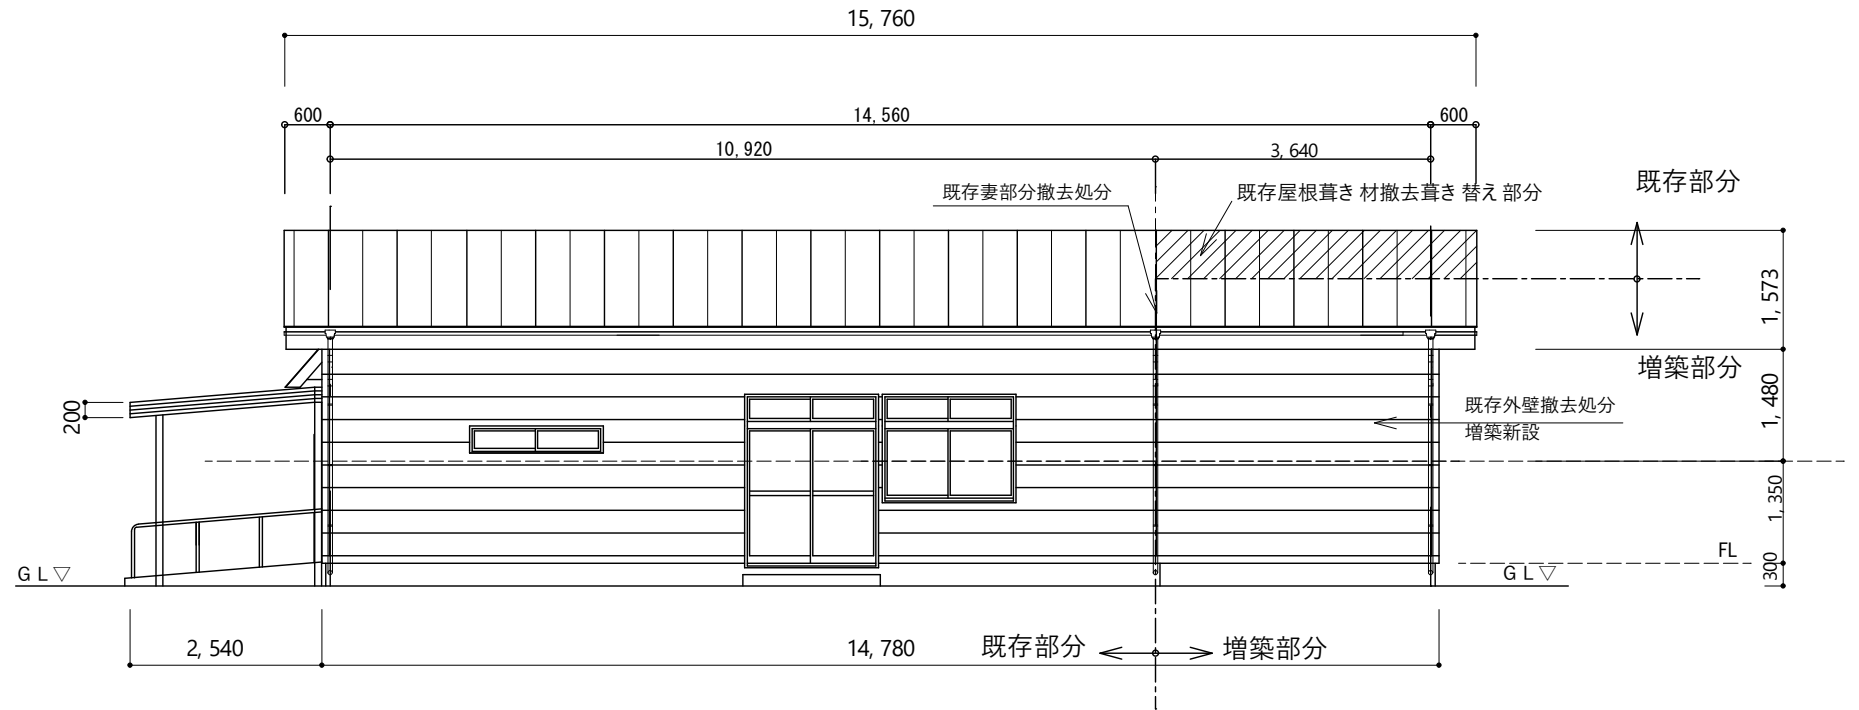 15,760
600
14,560
600
10,920
3,640
既存妻部分撤去処分
既存屋根葺き材撤去葺き替え部分
既存部分
1,573
増築部分
200
1,480
既存外壁撤去処分
増築新設
1,350
FL
300
GL▽
GL▽
2,540
14,780
既存部分
増築部分